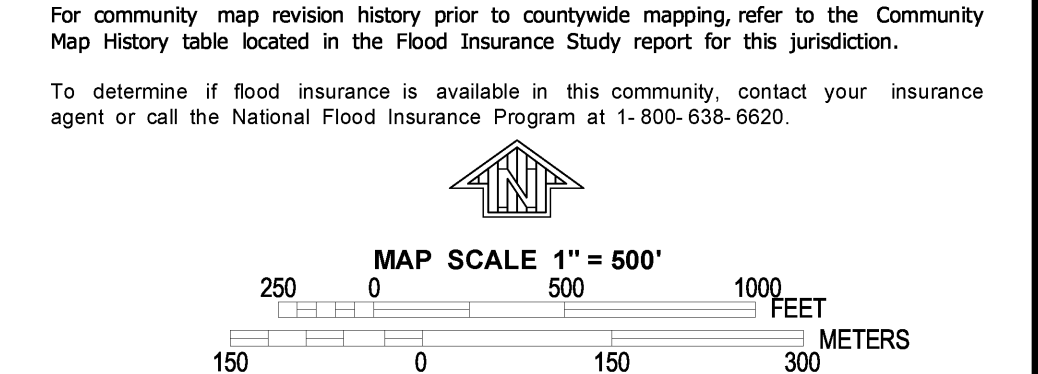 For community map revision history prior to countywide mapping, refer to the Community
Map History table located in the Flood Insurance Study report for this jurisdiction.
To determine if flood insurance is available in this community, contact your insurance
agent or call the National Flood Insurance Program at 1- 800- 638- 6620.
N
MAP SCALE 1" = 500'
250 0 500 1000
FEET
METERS
150 0 150 300